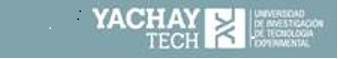 YACHAY
TECH
UNIVERSIDAD
DE INVESTIGACIÓN
DE TECNOLOGÍA
EXPERIMENTAL